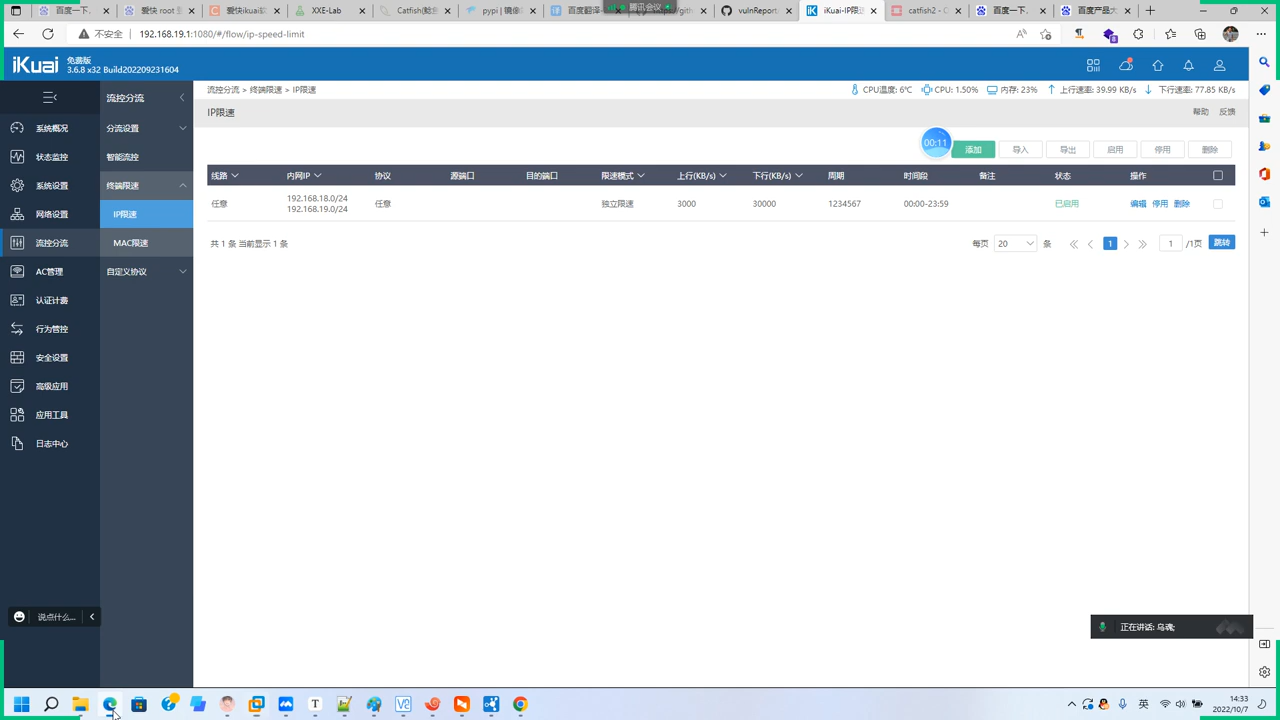 百度一下、
爱快 root 显
爱快ikuai软
XXE-Lab
Catfish(鲶
pypi | 镜像
百度翻译
腾讯会议
vulnReport
iKuai-IP限速
catfish2 -
百度一下
百度产品大
不安全
192.168.19.1:1080/#/flow/ip-speed-limit
iKuai
免费版
3.6.8 x32 Build202209231604
流控分流
流控分流 > 终端限速 > IP限速
CPU温度: 6℃
CPU: 1.50%
内存: 23%
上行速率: 39.99 KB/s
下行速率: 77.85 KB/s
IP限速
帮助
反馈
系统概况
状态监控
系统设置
网络设置
流控分流
AC管理
认证计费
行为管控
安全设置
高级应用
应用工具
日志中心
分流设置
智能流控
终端限速
IP限速
MAC限速
自定义协议
00:11
添加
导入
导出
启用
停用
删除
线路
内网IP
协议
源端口
目的端口
限速模式
上行(KB/s)
下行(KB/s)
周期
时间段
备注
状态
操作
任意
192.168.18.0/24
192.168.19.0/24
任意
独立限速
3000
30000
1234567
00:00-23:59
已启用
编辑 停用 删除
共 1 条 当前显示 1 条
每页
20
条
1
1
/1页
跳转
说点什么...
正在讲话: 乌魂;
英
14:33
2022/10/7